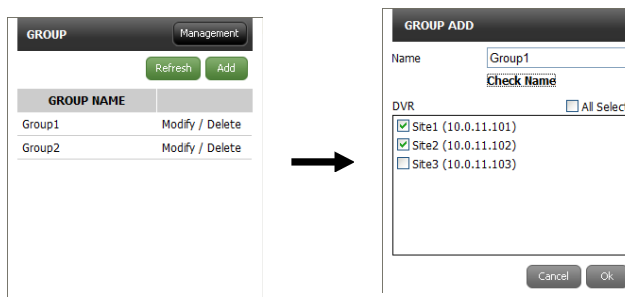 GROUP Management
Refresh Add
GROUP NAME
Group1 Modify / Delete
Group2 Modify / Delete
GROUP ADD
Name Group1
Check Name
DVR All Select
Site1 (10.0.11.101)
Site2 (10.0.11.102)
Site3 (10.0.11.103)
Cancel Ok